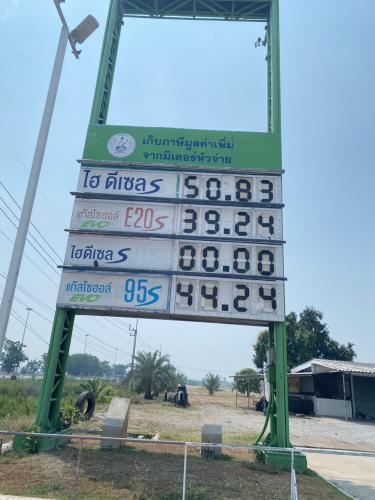 เก็บภาษีมูลค่าเพิ่ม
จากมิเตอร์หัวจ่าย
ไฮ ดีเซล S 50.83
แก๊สโซฮอล์ EVO E20 S 39.24
ไฮดีเซล S 00.00
แก๊สโซฮอล์ EVO 95 S 44.24